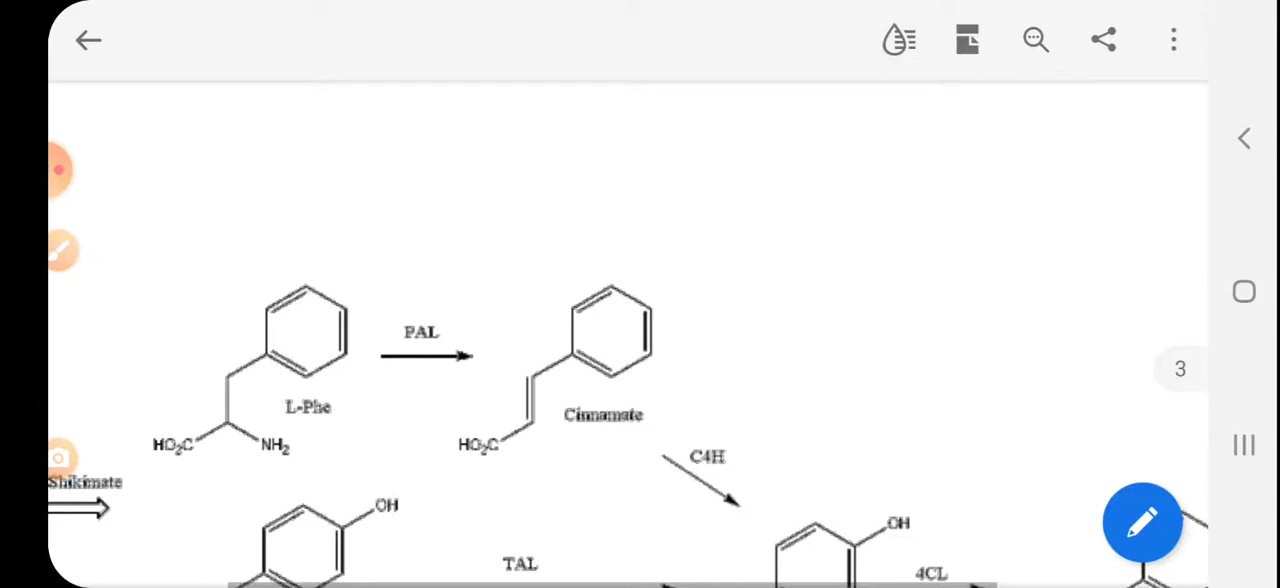 3
PAL
L-Phe
Cinnamate
HO2C
NH2
HO2C
C4H
Shikimate
OH
OH
TAL
4CL